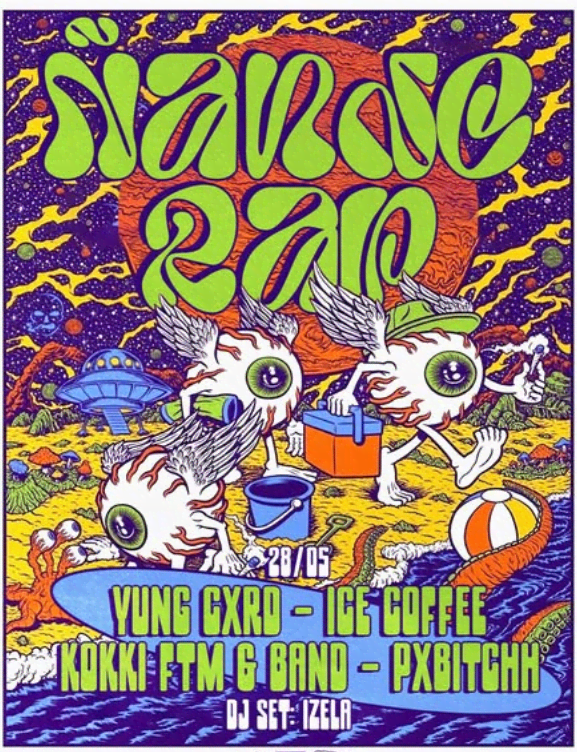 Ñande
rap
28/05
YUNG GXRD - ICE COFFEE
KOKKI FTM & BAND - PXBITCHH
DJ SET: IZELA